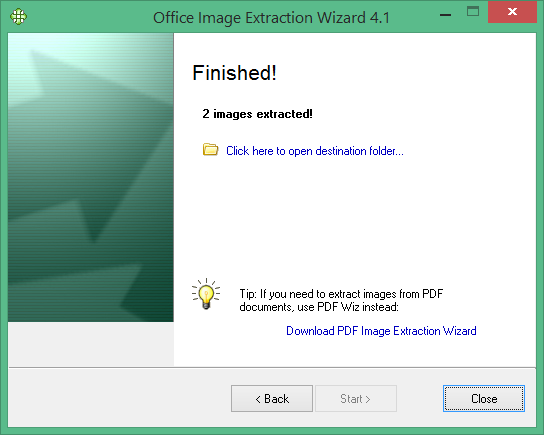 Office Image Extraction Wizard 4.1
Finished!
2 images extracted!
Click here to open destination folder...
Tip: If you need to extract images from PDF
documents, use PDF Wiz instead:
Download PDF Image Extraction Wizard
< Back
Start >
Close